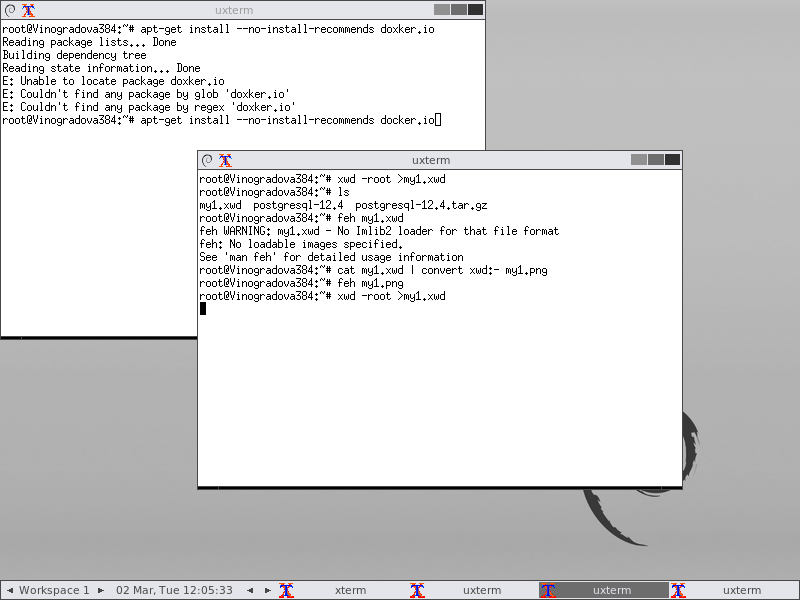 uxterm
root@Vinogradova384:~# apt-get install --no-install-recommends doxker.io
Reading package lists... Done
Building dependency tree
Reading state information... Done
E: Unable to locate package doxker.io
E: Couldn't find any package by glob 'doxker.io'
E: Couldn't find any package by regex 'doxker.io'
root@Vinogradova384:~# apt-get install --no-install-recommends docker.io
uxterm
root@Vinogradova384:~# xwd -root >my1.xwd
root@Vinogradova384:~# ls
my1.xwd  postgresql-12.4  postgresql-12.4.tar.gz
root@Vinogradova384:~# feh my1.xwd
feh WARNING: my1.xwd - No Imlib2 loader for that file format
feh: No loadable images specified.
See 'man feh' for detailed usage information
root@Vinogradova384:~# cat my1.xwd | convert xwd:- my1.png
root@Vinogradova384:~# feh my1.png
root@Vinogradova384:~# xwd -root >my1.xwd
Workspace 1 02 Mar, Tue 12:05:33 xterm uxterm uxterm uxterm